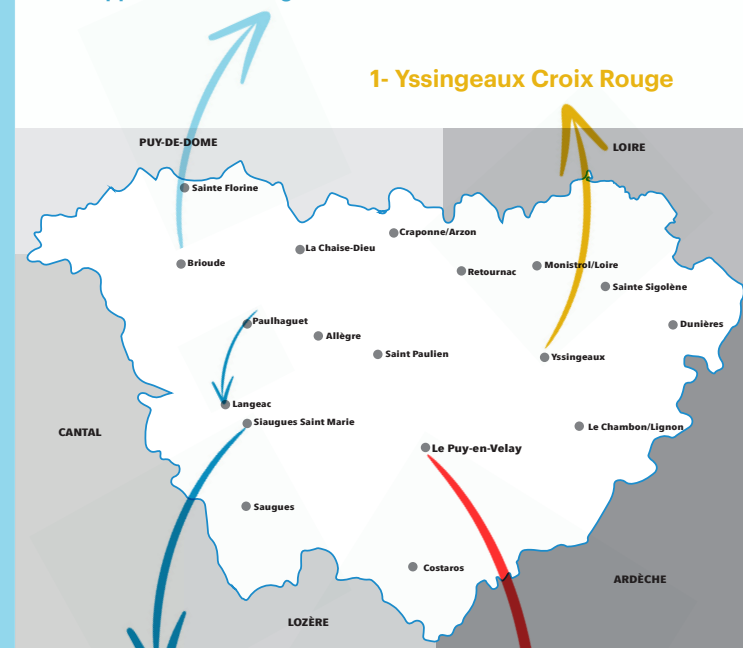 1- Yssingeaux Croix Rouge
PUY-DE-DOME
LOIRE
Sainte Florine
Craponne/Arzon
La Chaise-Dieu
Brioude
Retournac
Monistrol/Loire
Sainte Sigolène
Paulhaguet
Allègre
Dunières
Saint Paulien
Yssingeaux
Langeac
Siaugues Saint Marie
CANTAL
Le Chambon/Lignon
Le Puy-en-Velay
Saugues
Costaros
ARDÈCHE
LOZÈRE